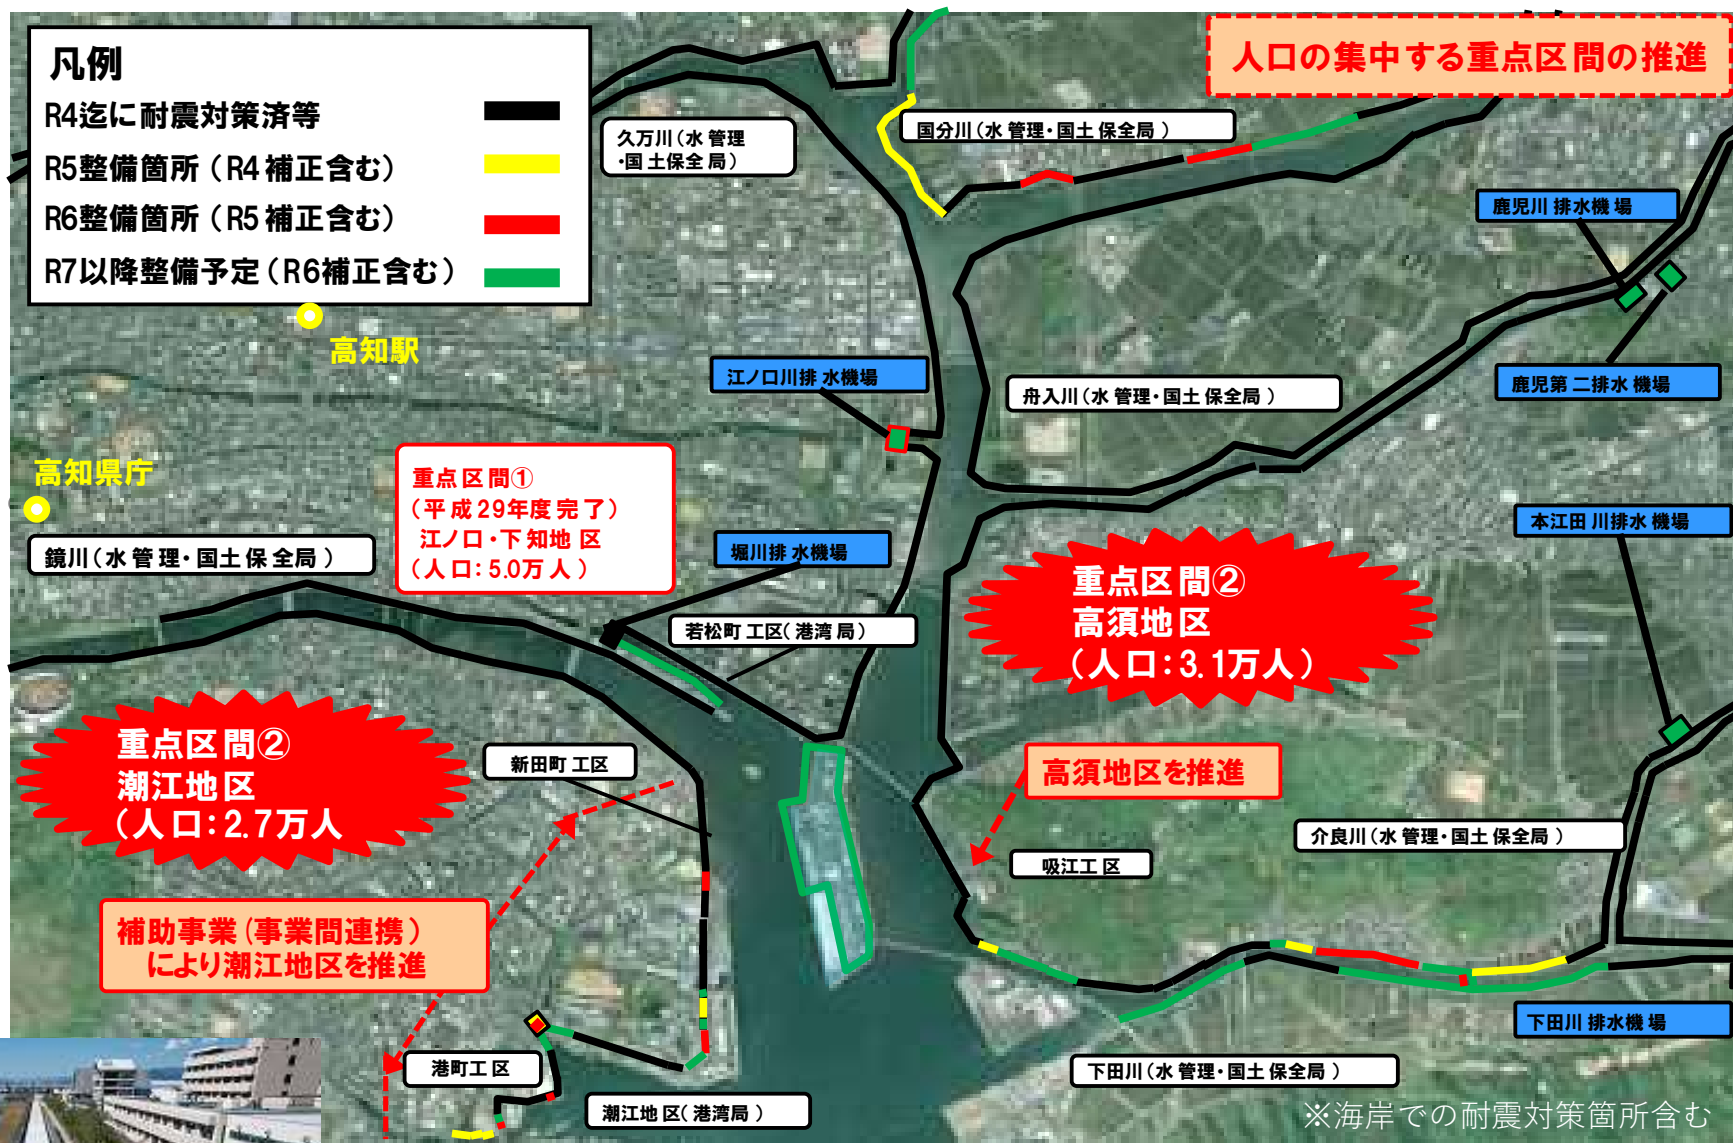 人口の集中する重点区間の推進
凡例
R4迄に耐震対策済等
R5整備箇所（R4補正含む）
R6整備箇所（R5補正含む）
R7以降整備予定（R6補正含む）
久万川（水管理
・国土保全局）
国分川（水管理・国土保全局）
鹿児川排水機場
高知駅
江ノ口川排水機場
舟入川（水管理・国土保全局）
鹿児第二排水機場
高知県庁
重点区間①
（平成29年度完了）
江ノ口・下知地区
（人口：5.0万人）
本江田川排水機場
鏡川（水管理・国土保全局）
堀川排水機場
重点区間②
高須地区
（人口：3.1万人）
若松町工区（港湾局）
重点区間②
潮江地区
（人口：2.7万人
新田町工区
高須地区を推進
介良川（水管理・国土保全局）
吸江工区
補助事業（事業間連携）
により潮江地区を推進
下田川排水機場
港町工区
下田川（水管理・国土保全局）
潮江地区（港湾局）
※海岸での耐震対策箇所含む